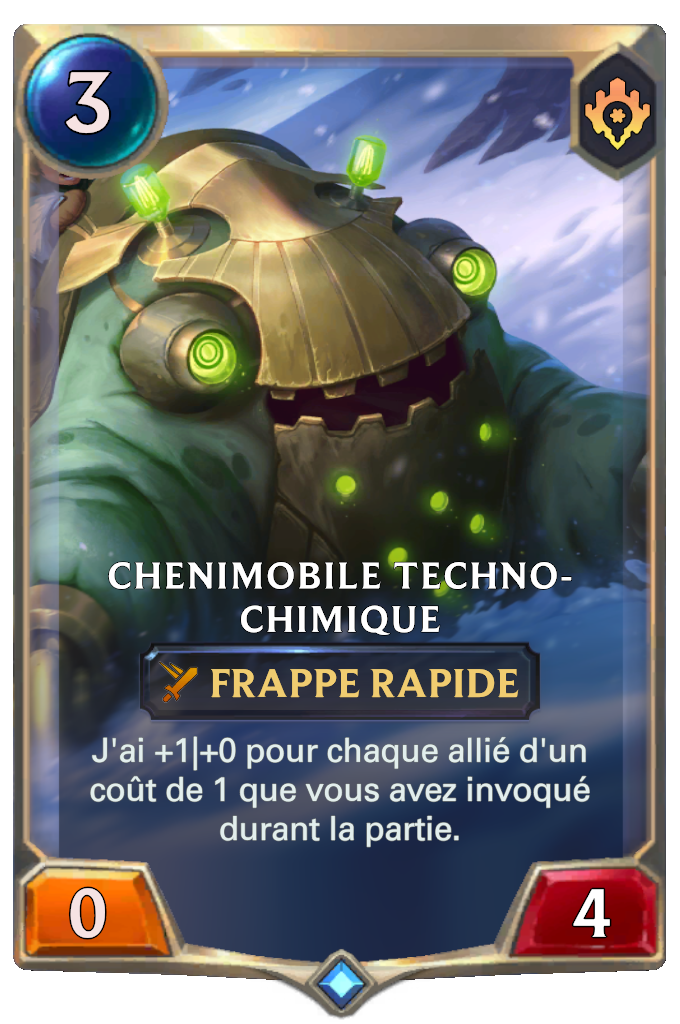 3
CHENIMOBILE TECHNO-
CHIMIQUE
FRAPPE RAPIDE
J'ai +1|+0 pour chaque allié d'un
coût de 1 que vous avez invoqué
durant la partie.
0
4